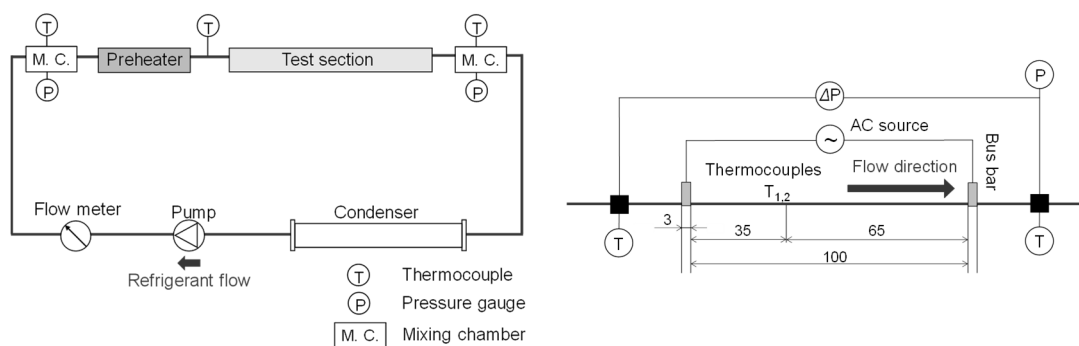 T
T
T
M. C.
Preheater
Test section
M. C.
P
P
Flow meter
Pump
Condenser
Refrigerant flow
T
Thermocouple
P
Pressure gauge
M. C.
Mixing chamber
P
ΔP
AC source
~
Bus bar
Thermocouples
Flow direction
T1,2
3
35
65
T
T
100